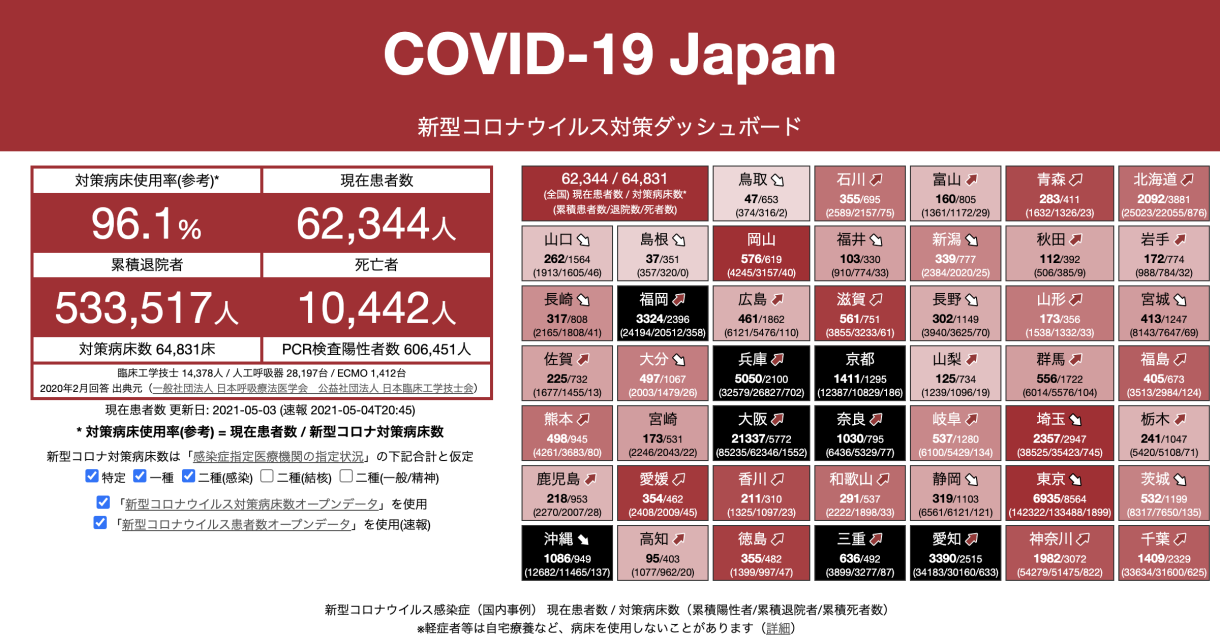 COVID-19 Japan
新型コロナウイルス対策ダッシュボード
対策病床使用率(参考)*
現在患者数
96.1%
62,344人
累積退院者
死亡者
533,517人
10,442人
対策病床数 64,831床
PCR検査陽性者数 606,451人
臨床工学技士 14,378人 / 人工呼吸器 28,197台 / ECMO 1,412台
2020年2月回答 出典元（一般社団法人 日本呼吸療法医学会　公益社団法人 日本臨床工学技士会）
現在患者数 更新日: 2021-05-03 (速報 2021-05-04T20:45)
* 対策病床使用率(参考) = 現在患者数 / 新型コロナ対策病床数
新型コロナ対策病床数は「感染症指定医療機関の指定状況」の下記合計と仮定
特定 一種 二種(感染) 二種(結核) 二種(一般/精神)
「新型コロナウイルス対策病床数オープンデータ」を使用
「新型コロナウイルス患者数オープンデータ」を使用(速報)
62,344 / 64,831
(全国) 現在患者数 / 対策病床数*
(累積患者数/退院数/死者数)
鳥取
47/653
(374/316/2)
石川
355/695
(2589/2157/75)
富山
160/805
(1361/1172/29)
青森
283/411
(1632/1326/23)
北海道
2092/3881
(25023/22055/876)
山口
262/1564
(1913/1605/46)
島根
37/351
(357/320/0)
岡山
576/619
(4245/3157/40)
福井
103/330
(910/774/33)
新潟
339/777
(2384/2020/25)
秋田
112/392
(506/385/9)
岩手
172/774
(988/784/32)
長崎
317/808
(2165/1808/41)
福岡
3324/2396
(24194/20512/358)
広島
461/1862
(6121/5476/110)
滋賀
561/751
(3855/3233/61)
長野
302/1149
(3940/3625/70)
山形
173/356
(1538/1332/33)
宮城
413/1247
(8143/7647/69)
佐賀
225/732
(1677/1455/13)
大分
497/1067
(2003/1479/26)
兵庫
5050/2100
(32579/26827/702)
京都
1411/1295
(12387/10829/186)
山梨
125/734
(1239/1096/19)
群馬
556/1722
(6014/5576/104)
福島
405/673
(3513/2984/124)
熊本
498/945
(4261/3683/80)
宮崎
173/531
(2246/2043/22)
大阪
21337/5772
(85235/62346/1552)
奈良
1030/795
(6436/5329/77)
岐阜
537/1280
(6100/5429/134)
埼玉
2357/2947
(38525/35423/745)
栃木
241/1047
(5420/5108/71)
鹿児島
218/953
(2270/2007/28)
愛媛
354/462
(2408/2009/45)
香川
211/310
(1325/1097/23)
和歌山
291/537
(2222/1898/33)
静岡
319/1103
(6561/6121/121)
東京
6935/8564
(142322/133488/1899)
茨城
532/1199
(8317/7650/135)
沖縄
1086/949
(12682/11465/137)
高知
95/403
(1077/962/20)
徳島
355/482
(1399/997/47)
三重
636/492
(3899/3277/87)
愛知
3390/2515
(34183/30160/633)
神奈川
1982/3072
(54279/51475/822)
千葉
1409/2329
(33634/31600/625)
新型コロナウイルス感染症（国内事例） 現在患者数 / 対策病床数（累積陽性者/累積退院者/累積死者数）
※軽症者等は自宅療養など、病床を使用しないことがあります（詳細）